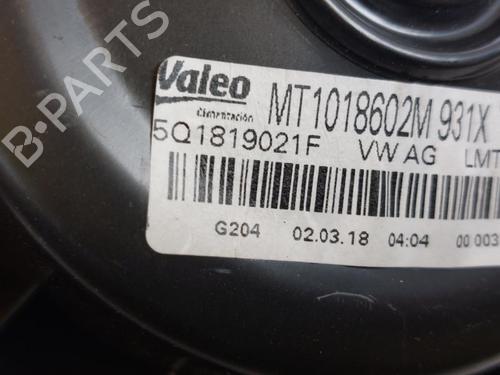 Valeo MT1018602M 931X
Climatización
5Q1819021F VW AG LMT
G204 02.03.18 04:04 00 003
B-PARTS